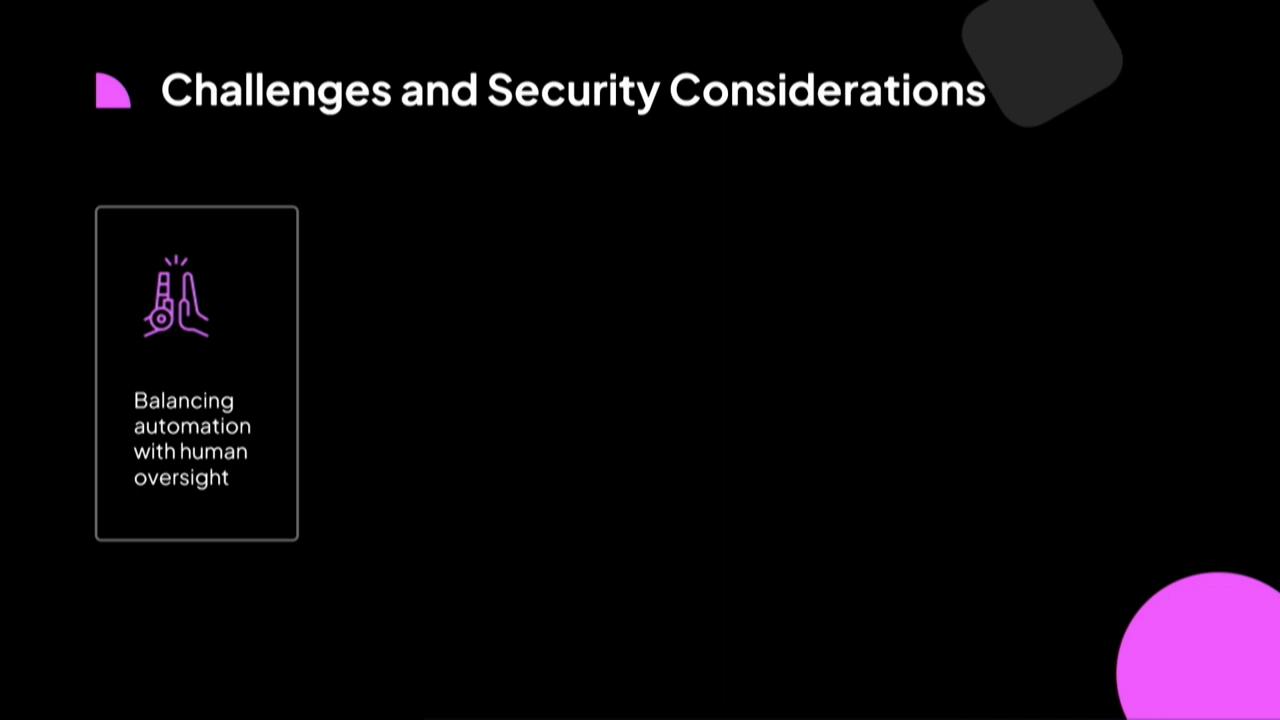 Challenges and Security Considerations
Balancing
automation
with human
oversight